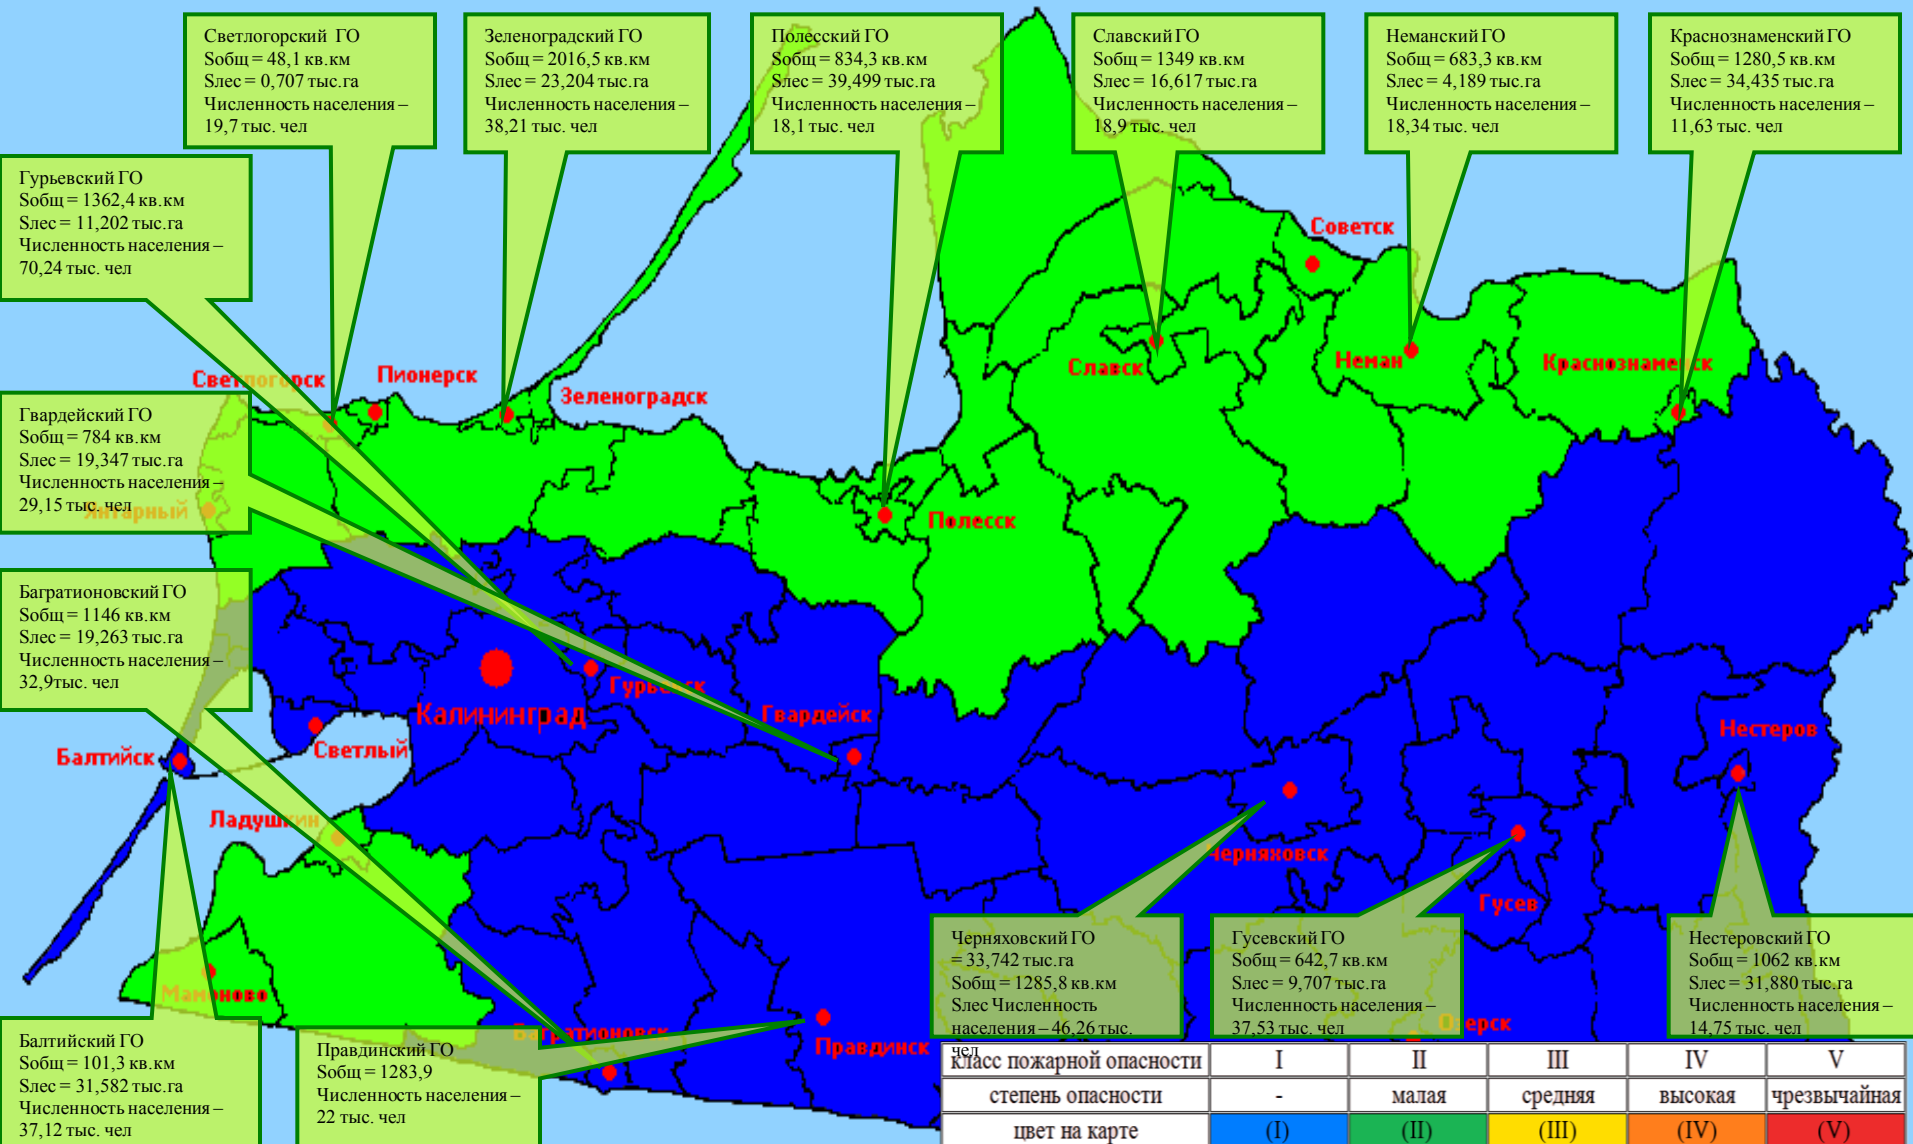 Светлогорский ГО
Sобщ = 48,1 кв.км
Sлес = 0,707 тыс.га
Численность населения –
19,7 тыс. чел
Зеленоградский ГО
Sобщ = 2016,5 кв.км
Sлес = 23,204 тыс.га
Численность населения –
38,21 тыс. чел
Полесский ГО
Sобщ = 834,3 кв.км
Sлес = 39,499 тыс.га
Численность населения –
18,1 тыс. чел
Славский ГО
Sобщ = 1349 кв.км
Sлес = 16,617 тыс.га
Численность населения –
18,9 тыс. чел
Неманский ГО
Sобщ = 683,3 кв.км
Sлес = 4,189 тыс.га
Численность населения –
18,34 тыс. чел
Краснознаменский ГО
Sобщ = 1280,5 кв.км
Sлес = 34,435 тыс.га
Численность населения –
11,63 тыс. чел
Гурьевский ГО
Sобщ = 1362,4 кв.км
Sлес = 11,202 тыс.га
Численность населения –
70,24 тыс. чел
Советск
Светлогорск
Пионерск
Зеленоградск
Славск
Неман
Краснознаменск
Гвардейский ГО
Sобщ = 784 кв.км
Sлес = 19,347 тыс.га
Численность населения –
29,15 тыс. чел
Янтарный
Полесск
Багратионовский ГО
Sобщ = 1146 кв.км
Sлес = 19,263 тыс.га
Численность населения –
32,9тыс. чел
Гурьевск
Калининград
Гвардейск
Нестеров
Балтийск
Светлый
Ладушкин
Черняховск
Гусев
Мамоново
Багратионовск
Правдинск
Озерск
Черняховский ГО
= 33,742 тыс.га
Sобщ = 1285,8 кв.км
Sлес Численность
населения – 46,26 тыс.
чел
Гусевский ГО
Sобщ = 642,7 кв.км
Sлес = 9,707 тыс.га
Численность населения –
37,53 тыс. чел
Нестеровский ГО
Sобщ = 1062 кв.км
Sлес = 31,880 тыс.га
Численность населения –
14,75 тыс. чел
Балтийский ГО
Sобщ = 101,3 кв.км
Sлес = 31,582 тыс.га
Численность населения –
37,12 тыс. чел
Правдинский ГО
Sобщ = 1283,9
Численность населения –
22 тыс. чел
класс пожарной опасности I II III IV V
степень опасности - малая средняя высокая чрезвычайная
цвет на карте (I) (II) (III) (IV) (V)